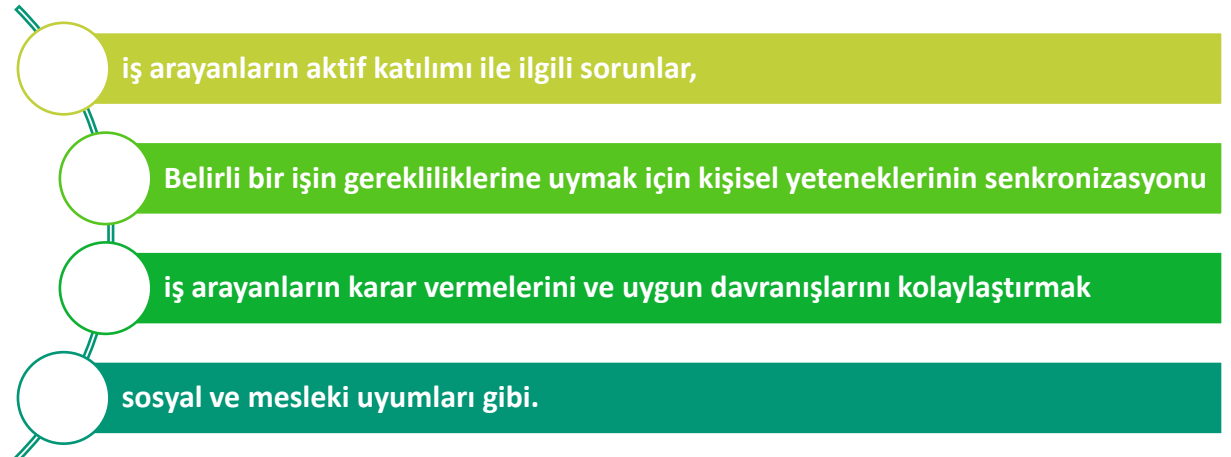 iş arayanların aktif katılımı ile ilgili sorunlar,
Belirli bir işin gerekliliklerine uymak için kişisel yeteneklerinin senkronizasyonu
iş arayanların karar vermelerini ve uygun davranışlarını kolaylaştırmak
sosyal ve mesleki uyumları gibi.